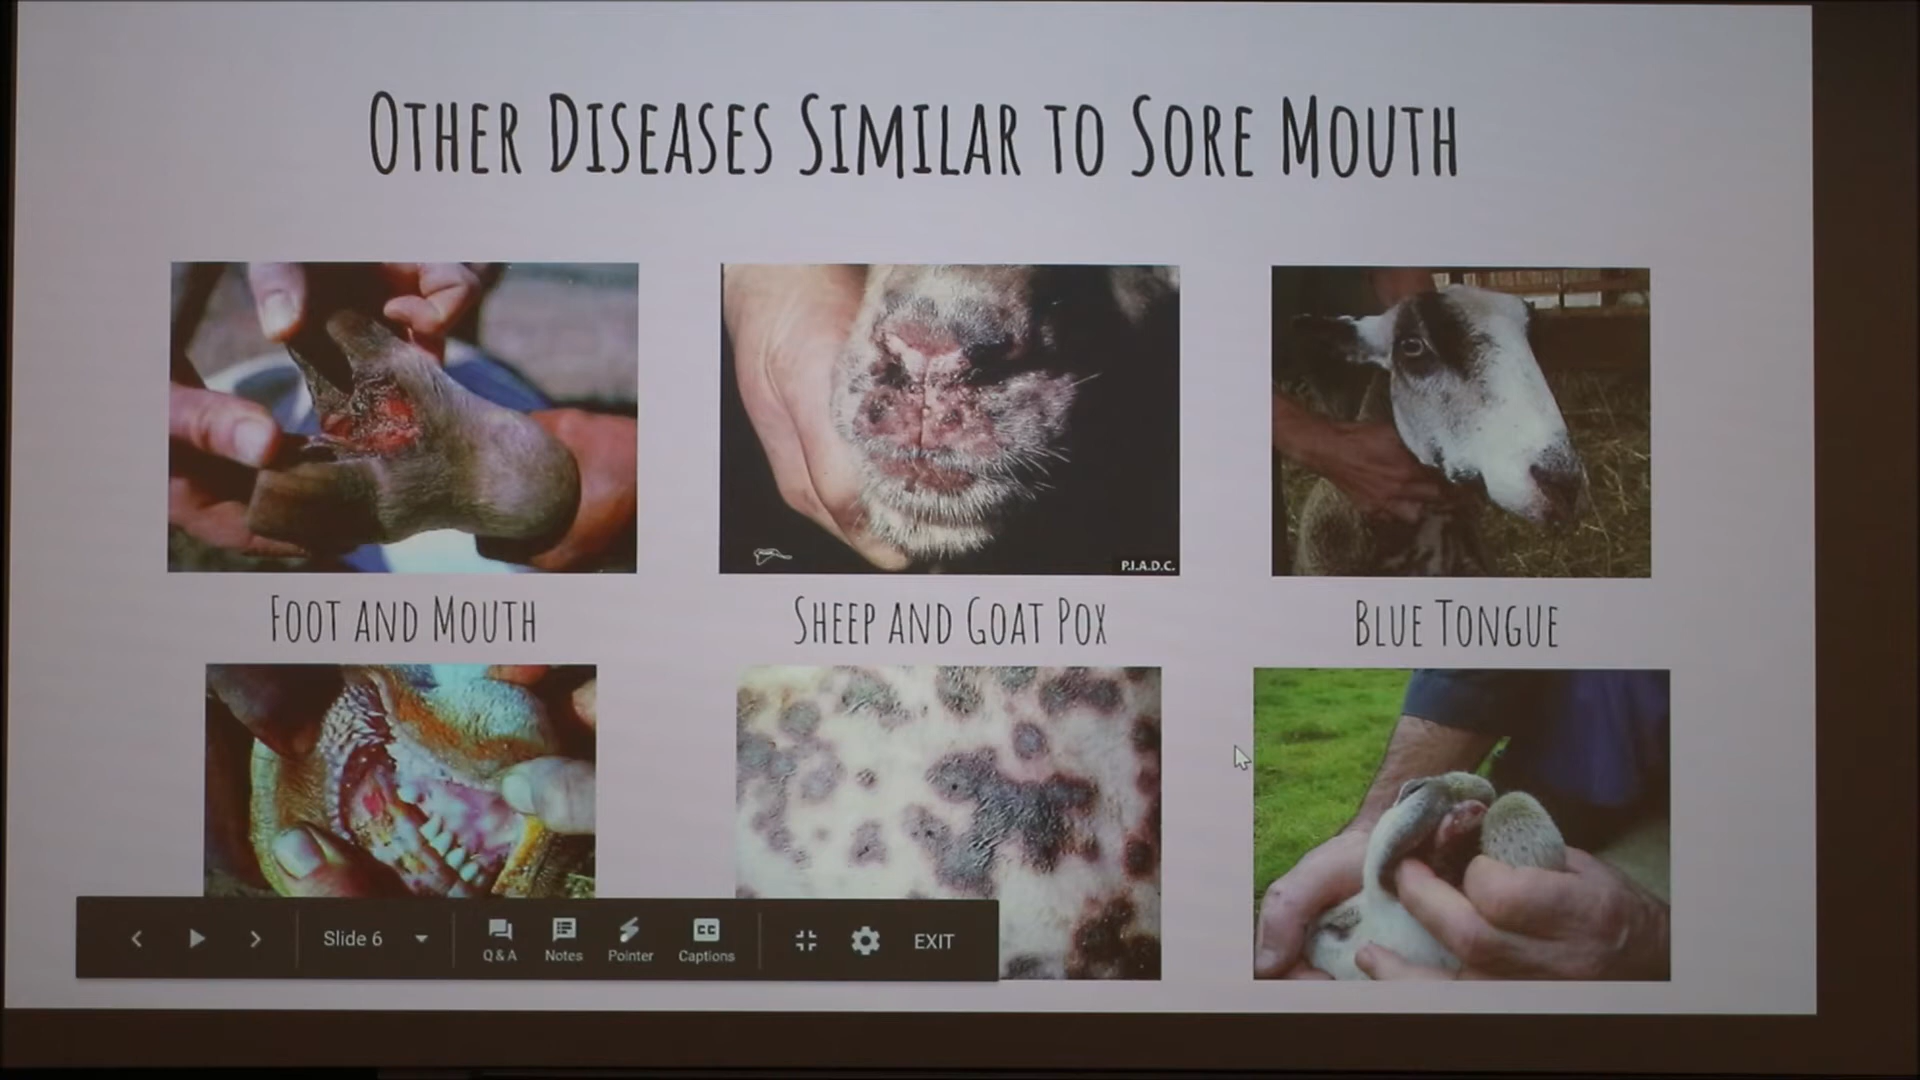 Other Diseases Similar to Sore Mouth
P.I.A.D.C.
Foot and Mouth
Sheep and Goat Pox
Blue Tongue
Slide 6
Q & A
Notes
CC
Pointer
Captions
EXIT